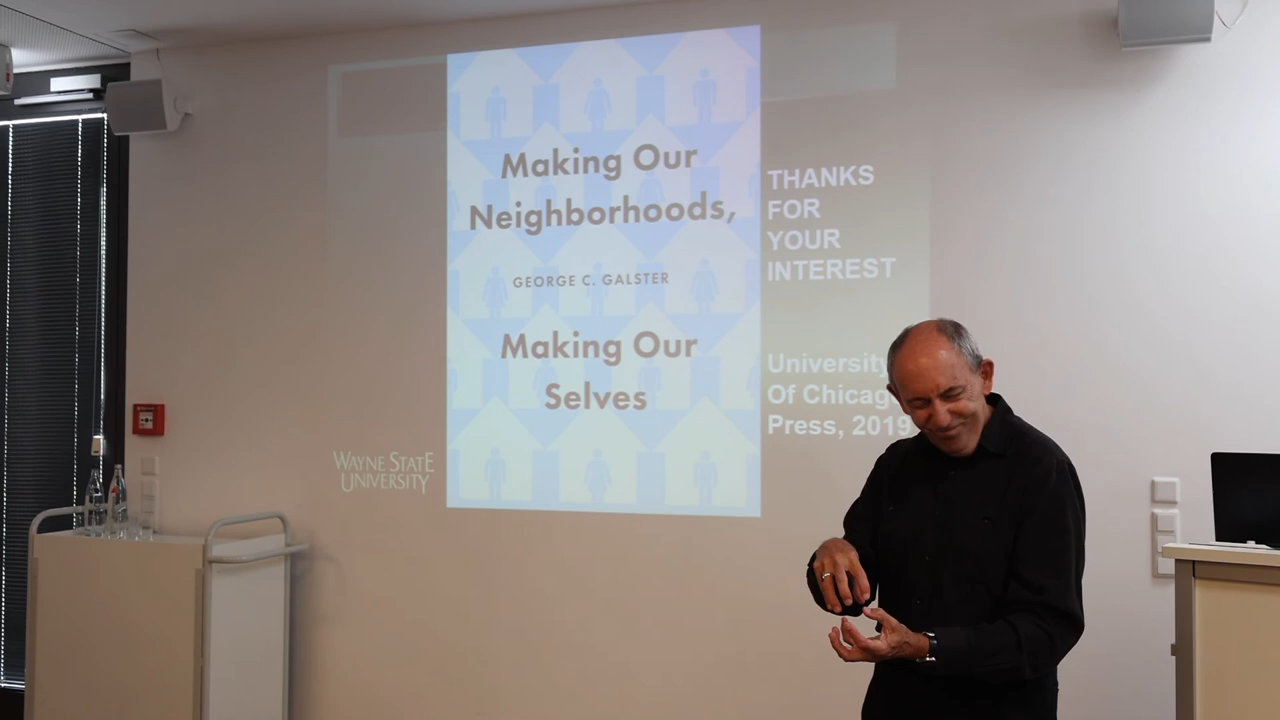 Making Our
Neighborhoods,
GEORGE C. GALSTER
Making Our
Selves
THANKS
FOR
YOUR
INTEREST
University
Of Chicag
Press, 2019
WAYNE STATE
UNIVERSITY